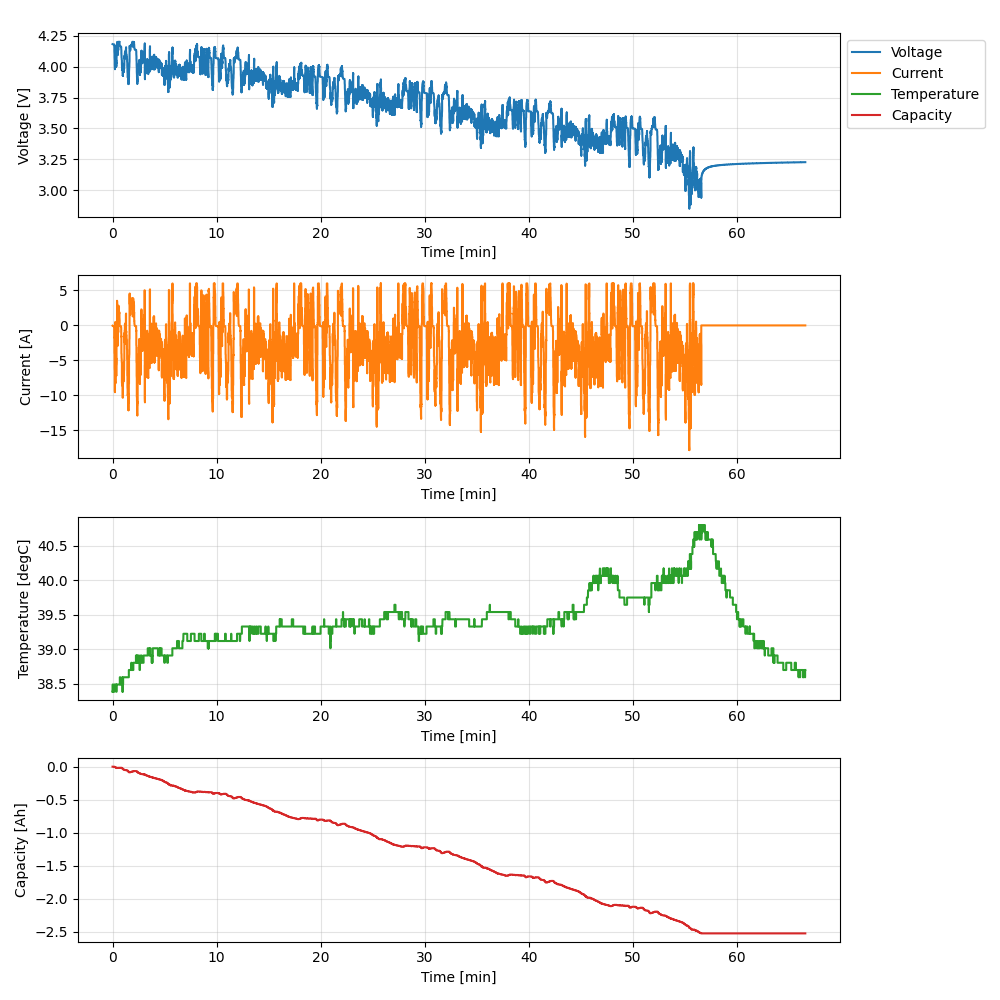 4.25
4.00
3.75
3.50
3.25
3.00
Voltage [V]
0 10 20 30 40 50 60
Time [min]
Voltage
Current
Temperature
Capacity
5
0
−5
−10
−15
Current [A]
0 10 20 30 40 50 60
Time [min]
40.5
40.0
39.5
39.0
38.5
Temperature [degC]
0 10 20 30 40 50 60
Time [min]
0.0
−0.5
−1.0
−1.5
−2.0
−2.5
Capacity [Ah]
0 10 20 30 40 50 60
Time [min]